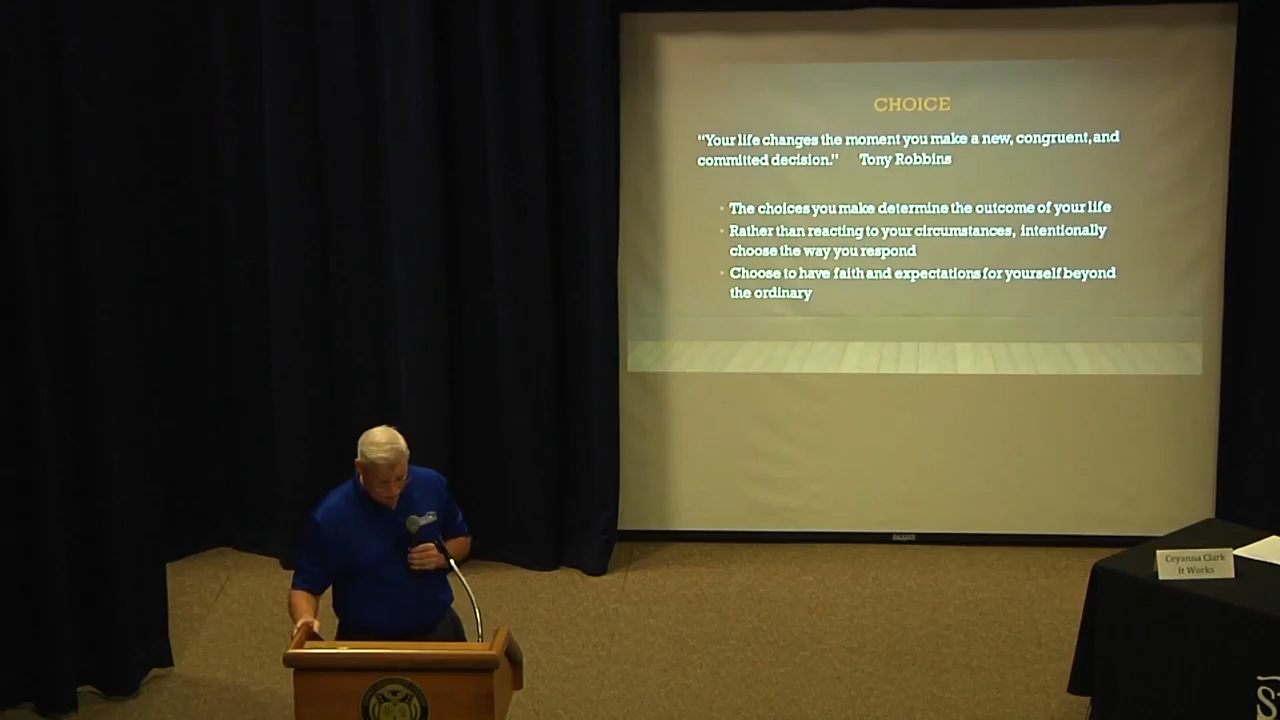 CHOICE
“Your life changes the moment you make a new, congruent, and
committed decision.” Tony Robbins
The choices you make determine the outcome of your life
Rather than reacting to your circumstances, intentionally
choose the way you respond
Choose to have faith and expectations for yourself beyond
the ordinary
Ceyanna Clark
It Works